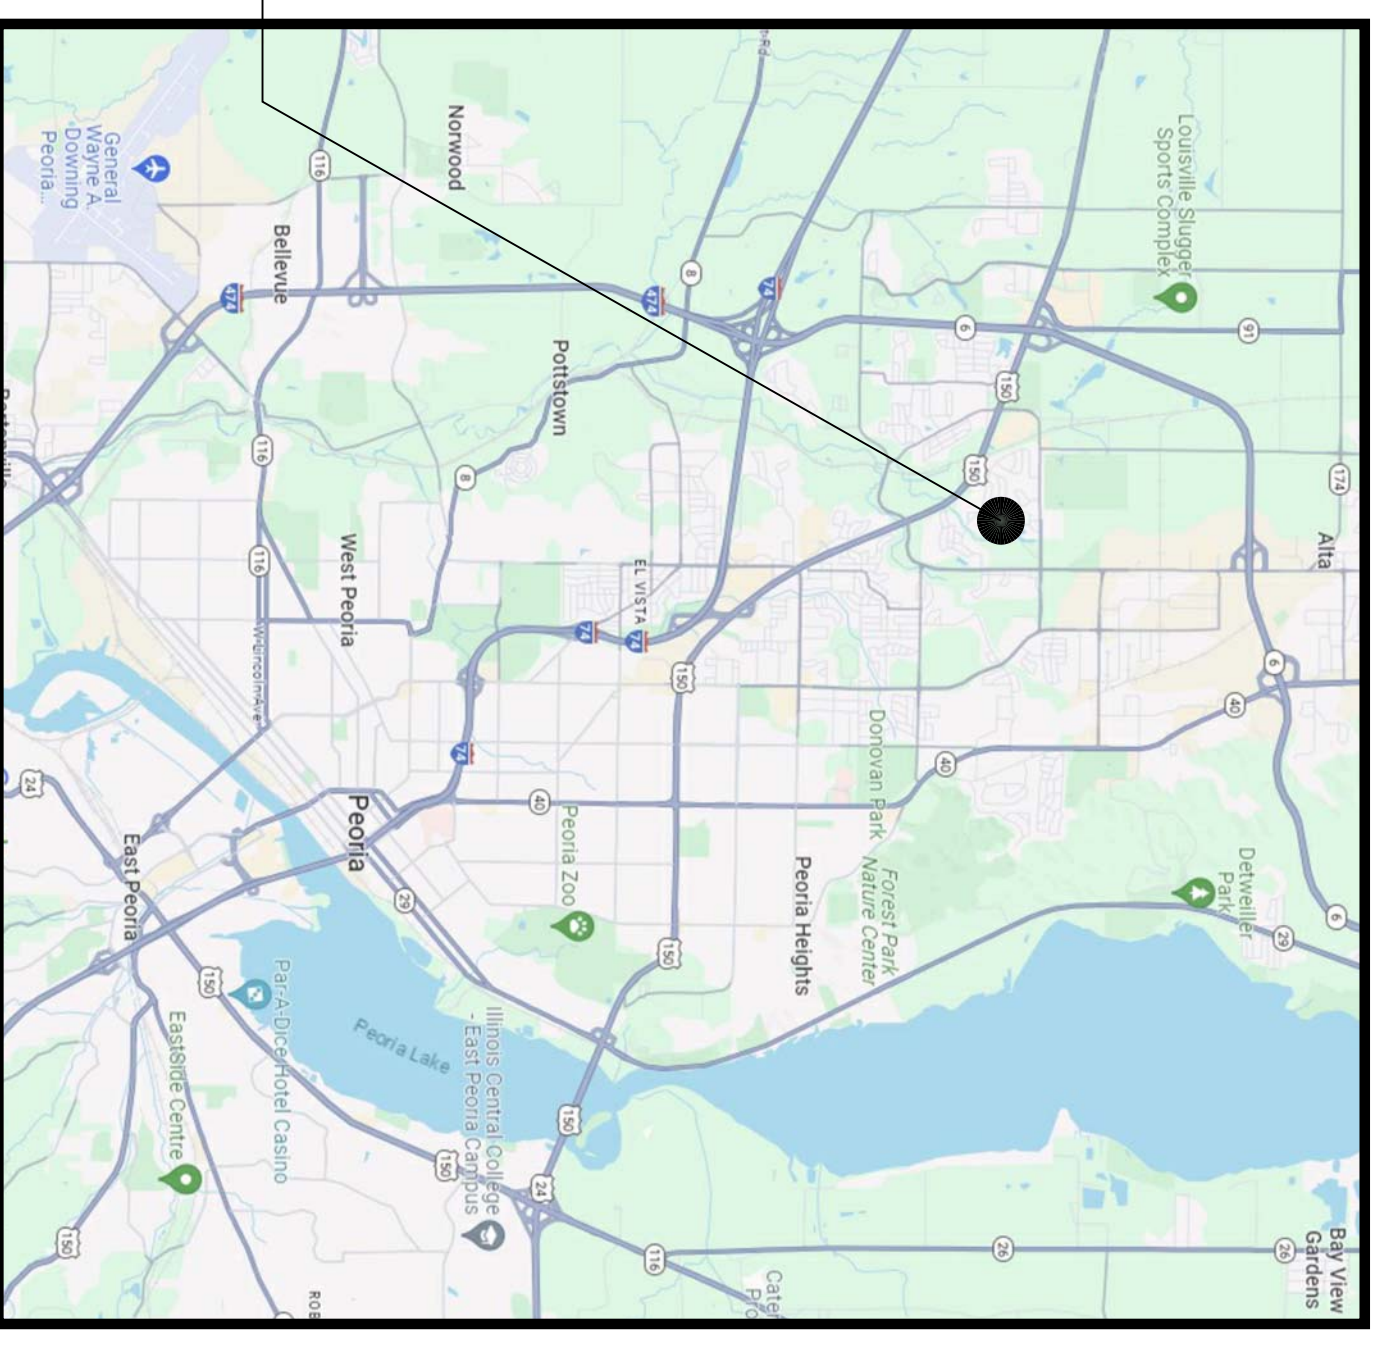 174
Alta
6
Bay View
Gardens
91
6
40
29
26
Detweiller
Park
Louisville Slugger
Sports Complex
150
150
26
6
40
Donovan Park
Forest Park
Nature Center
Peoria Heights
74
8
150
150
474
116
EL VISTA
74
74
Peoria Zoo
Pottstown
40
150
24
Illinois Central College
- East Peoria Campus
8
74
Norwood
150
Peoria Lake
29
Peoria
West Peoria
116
Bellevue
Par-A-Dice Hotel Casino
116
116
W Lincoln Ave
474
150
EastSide Centre
East Peoria
General
Wayne A.
Downing
Peoria...
150
24